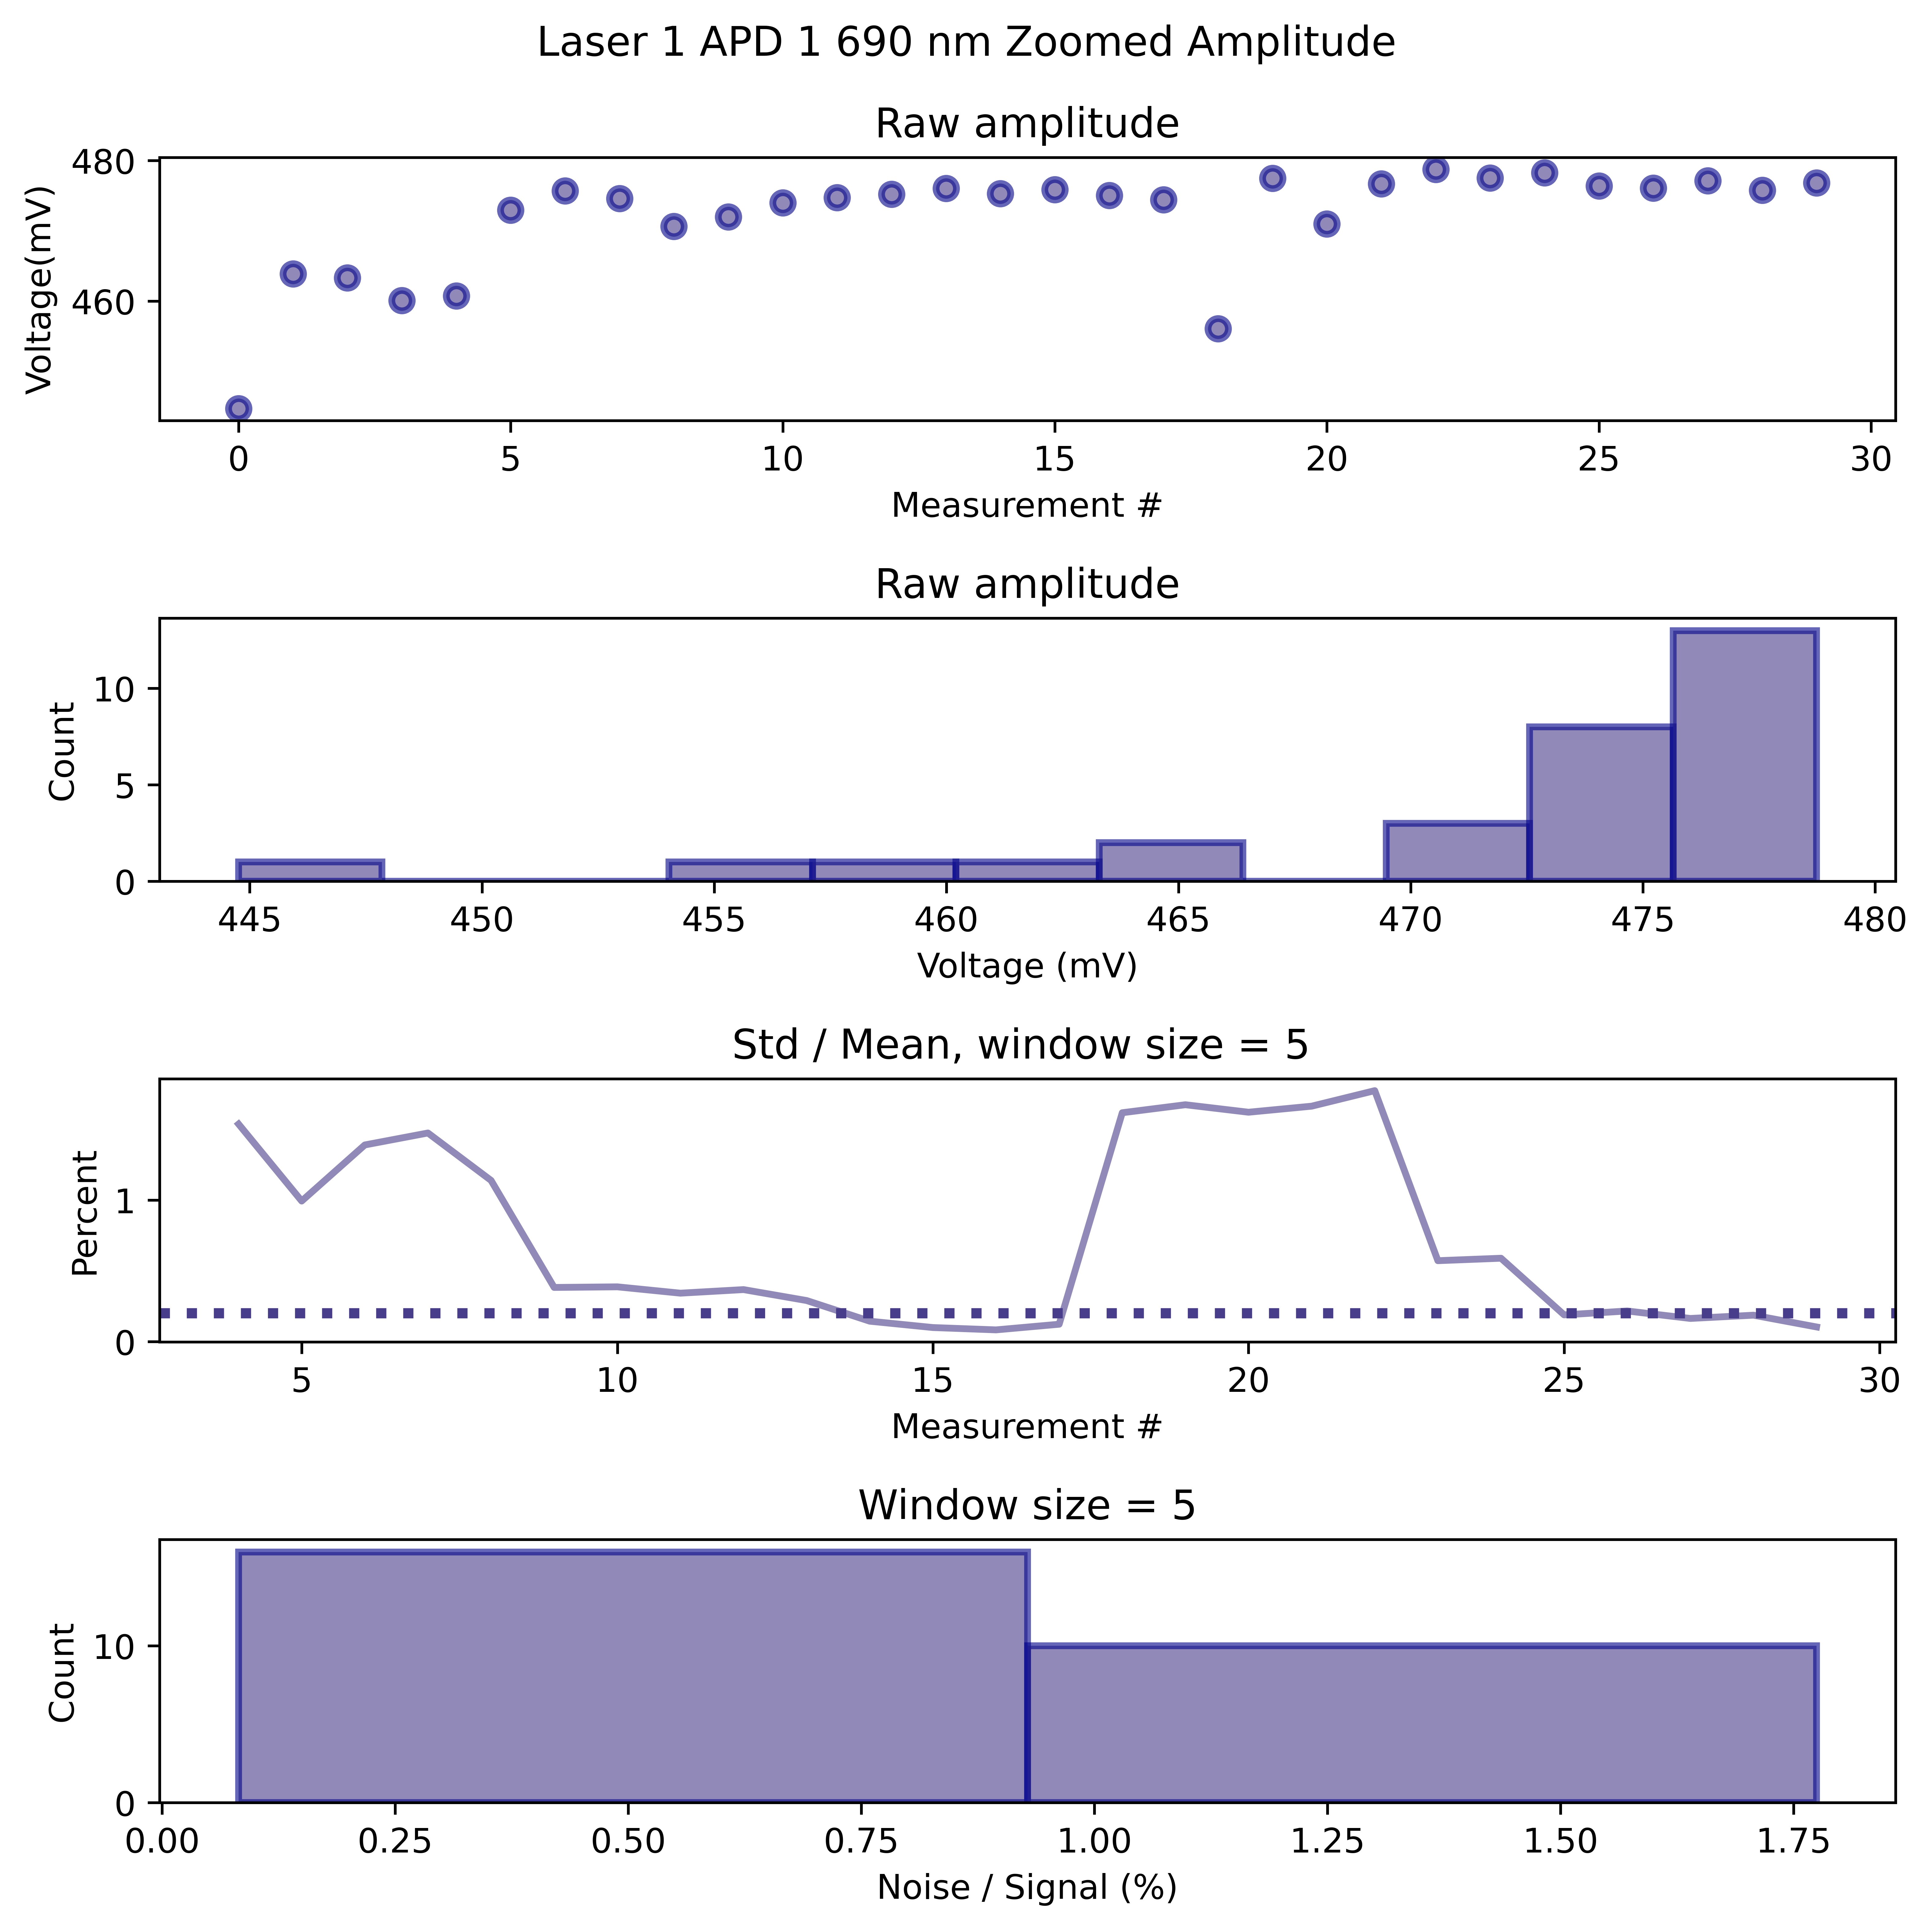 Laser 1 APD 1 690 nm Zoomed Amplitude
Raw amplitude
480
460
Voltage(mV)
0 5 10 15 20 25 30
Measurement #
Raw amplitude
10
5
0
Count
445 450 455 460 465 470 475 480
Voltage (mV)
Std / Mean, window size = 5
1
0
Percent
5 10 15 20 25 30
Measurement #
Window size = 5
10
0
Count
0.00 0.25 0.50 0.75 1.00 1.25 1.50 1.75
Noise / Signal (%)